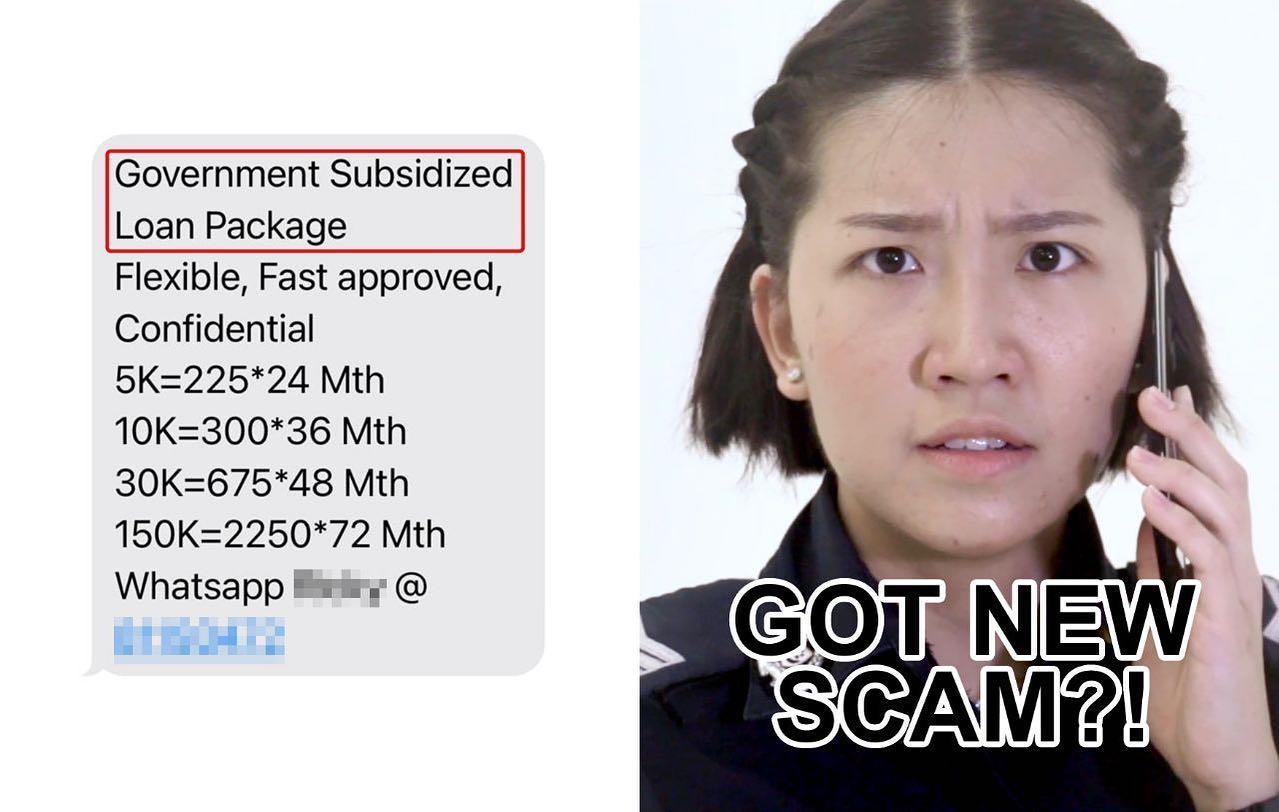 Government Subsidized
Loan Package
Flexible, Fast approved,
Confidential
5K=225*24 Mth
10K=300*36 Mth
30K=675*48 Mth
150K=2250*72 Mth
Whatsapp @
GOT NEW
SCAM?!